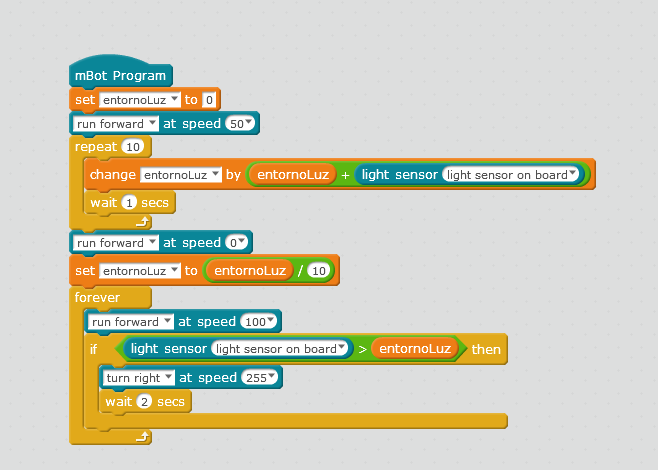 mBot Program
set entornoLuz to 0
run forward at speed 50
repeat 10
change entornoLuz by entornoLuz + light sensor light sensor on board
wait 1 secs
run forward at speed 0
set entornoLuz to entornoLuz / 10
forever
run forward at speed 100
if light sensor light sensor on board > entornoLuz then
turn right at speed 255
wait 2 secs